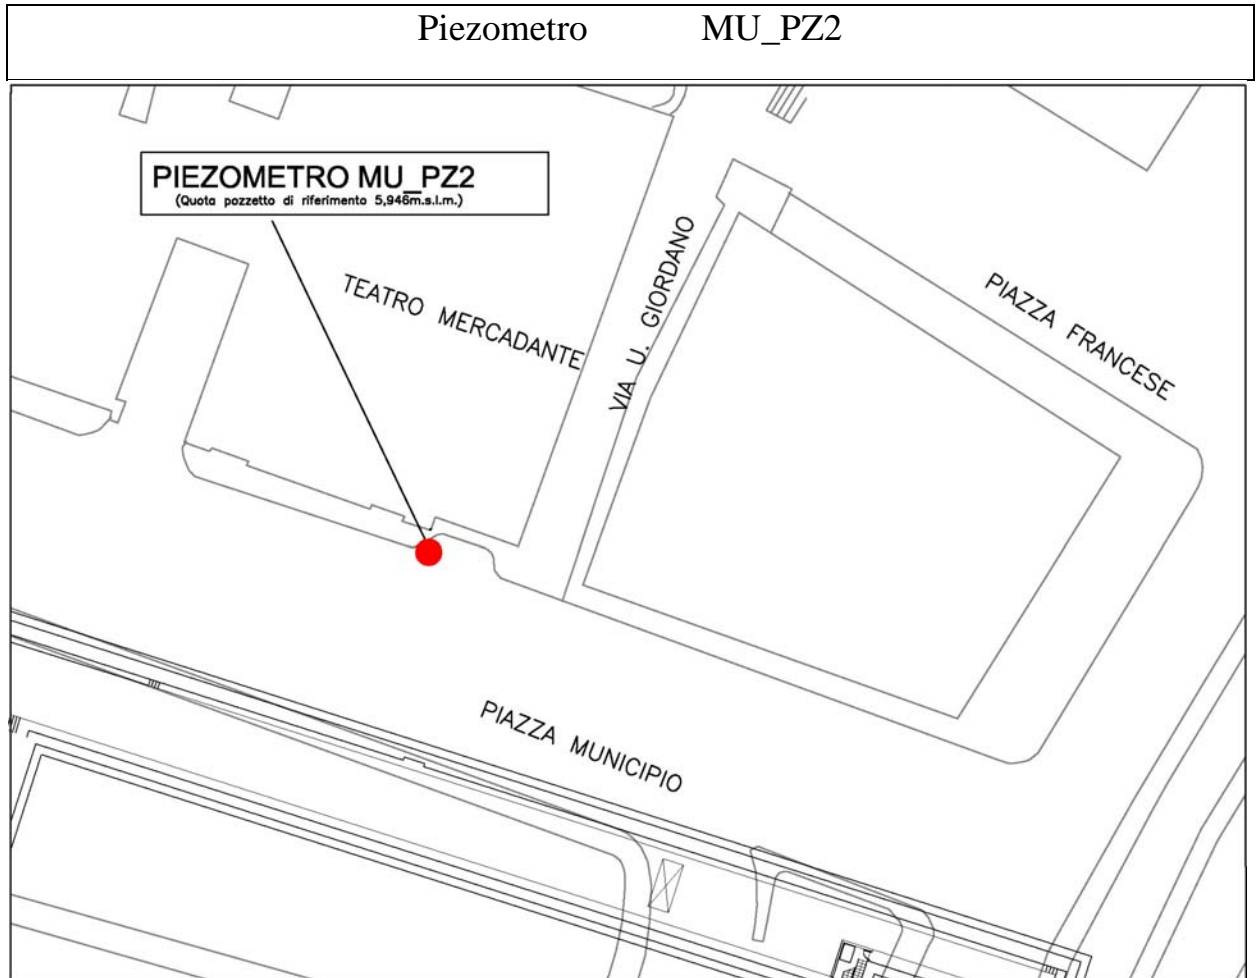 Piezometro MU_PZ2
PIEZOMETRO MU_PZ2
(Quota pozzetto di riferimento 5,946m.s.l.m.)
TEATRO MERCADANTE
VIA U. GIORDANO
PIAZZA FRANCESE
PIAZZA MUNICIPIO